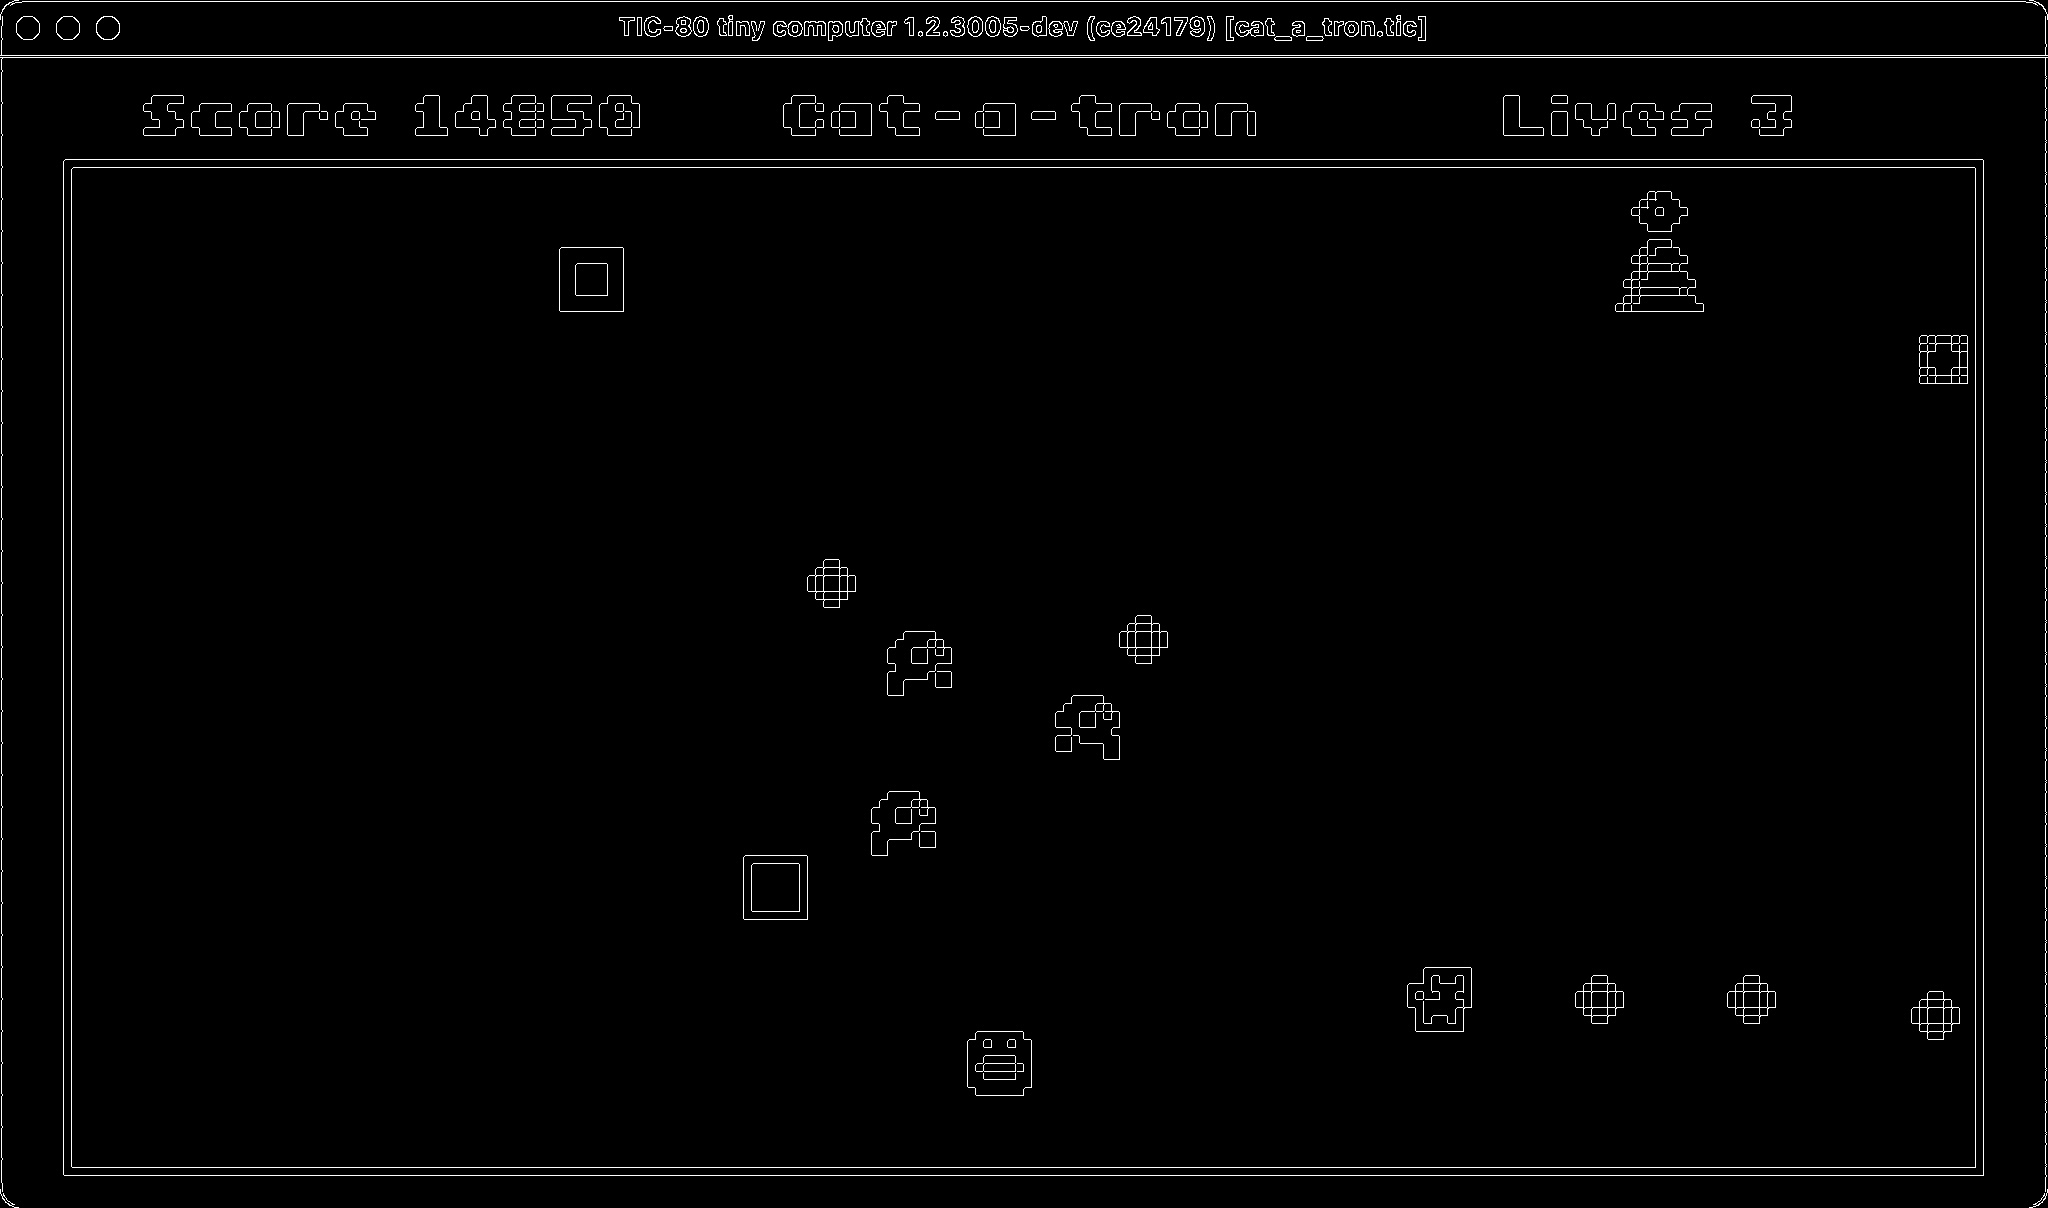 TIC-80 tiny computer 1.2.3005-dev (ce24179) [cat_a_tron.tic]
Score 14850 Cat-a-tron Lives 3